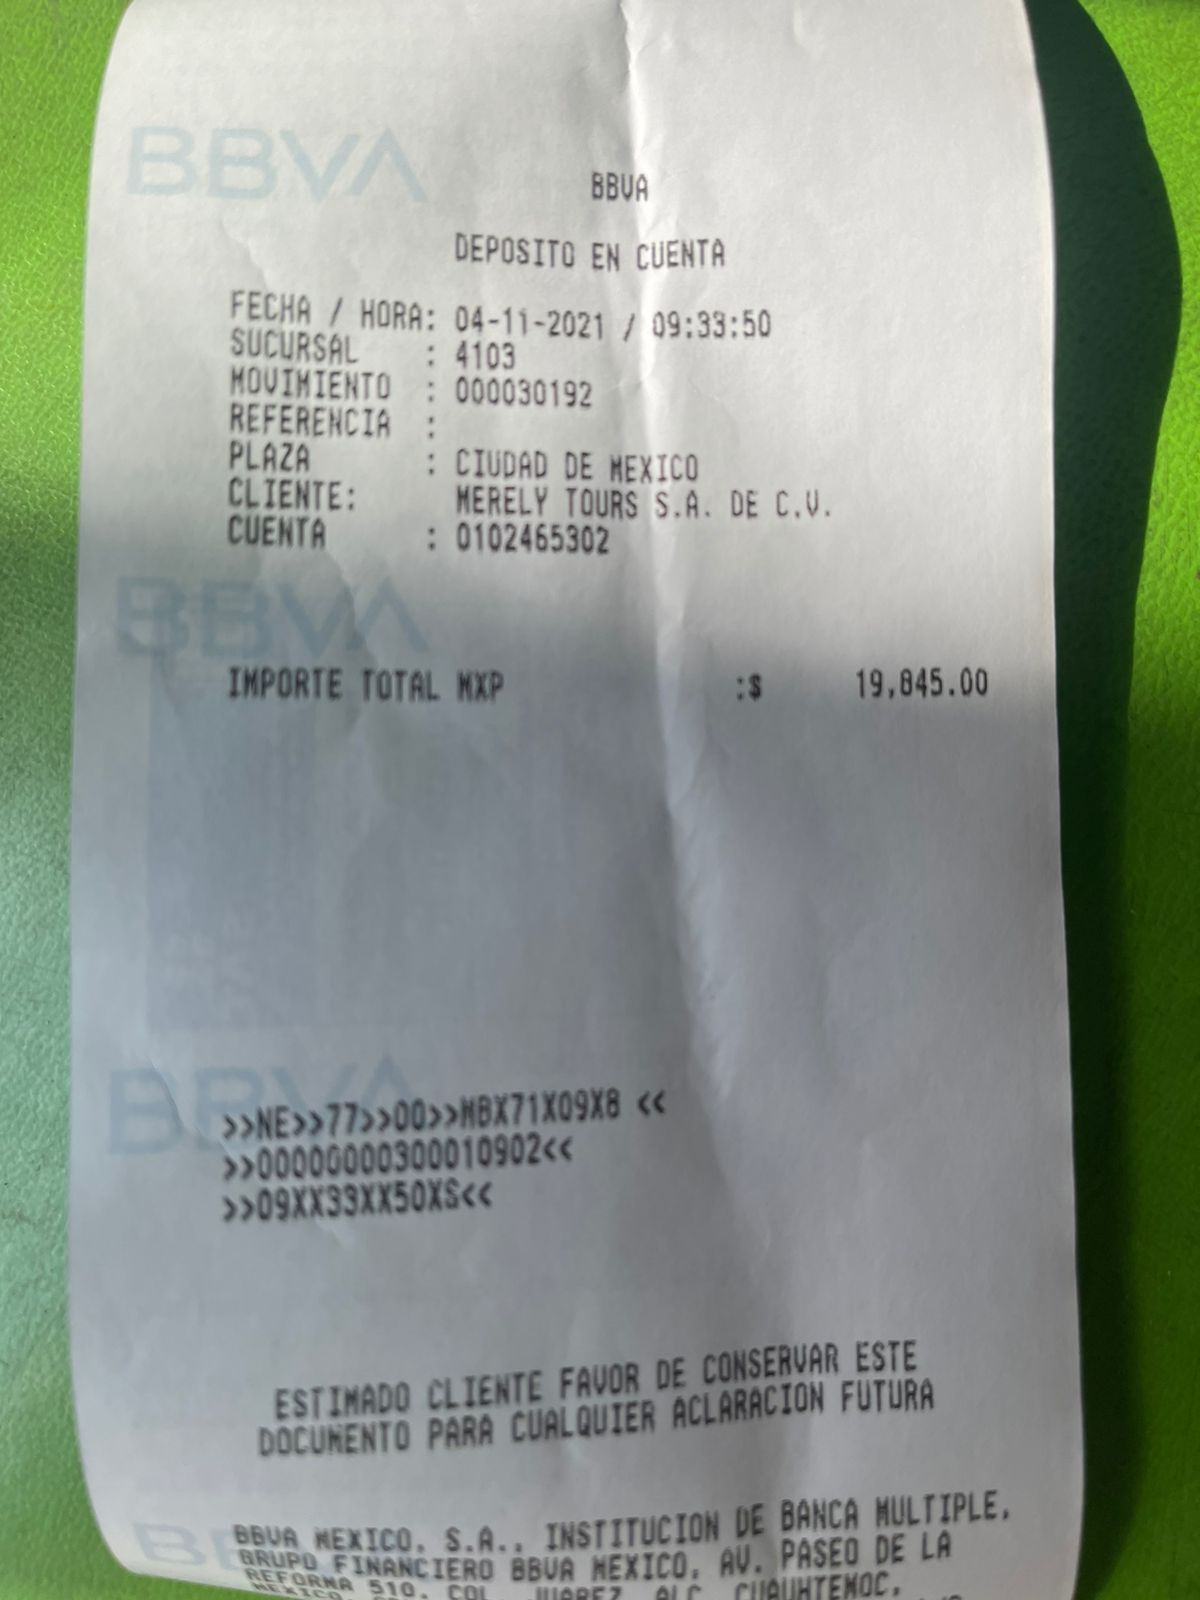 BBVA
BBVA
DEPOSITO EN CUENTA
FECHA / HORA: 04-11-2021 / 09:33:50
SUCURSAL : 4103
MOVIMIENTO : 000030192
REFERENCIA :
PLAZA : CIUDAD DE MEXICO
CLIENTE: MERELY TOURS S.A. DE C.V.
CUENTA : 0102465302
BBVA
IMPORTE TOTAL MXP :$ 19,845.00
BBVA
>>NE>>77>>00>>MBX71X09X8 <<
>>00000000300010902<<
>>09XX33XX50XS<<
ESTIMADO CLIENTE FAVOR DE CONSERVAR ESTE
DOCUMENTO PARA CUALQUIER ACLARACION FUTURA
BBVA MEXICO, S.A., INSTITUCION DE BANCA MULTIPLE,
GRUPO FINANCIERO BBVA MEXICO, AV. PASEO DE LA
REFORMA 510, COL. JUAREZ, ALC. CUAUHTEMOC,
MEXICO,